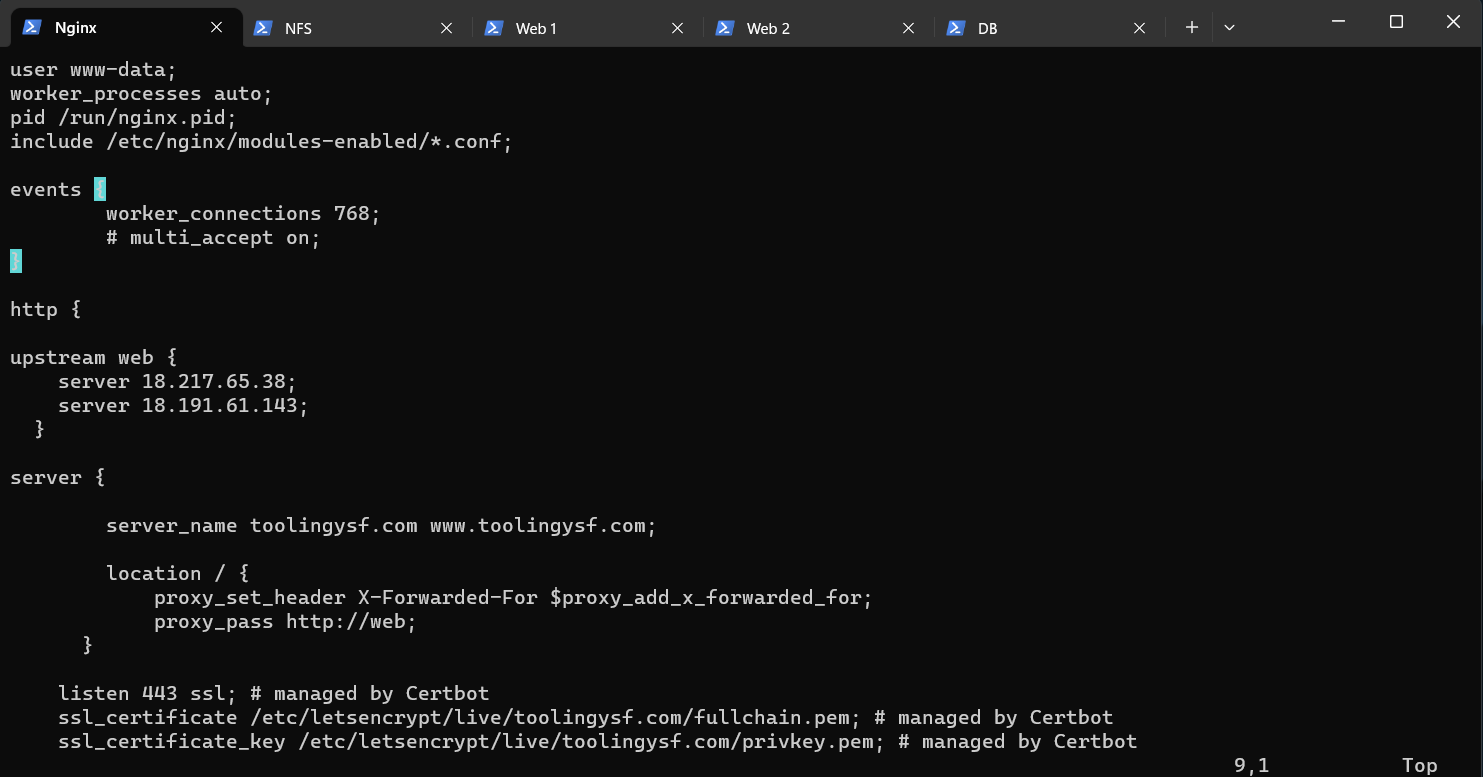 Nginx NFS Web 1 Web 2 DB
user www-data;
worker_processes auto;
pid /run/nginx.pid;
include /etc/nginx/modules-enabled/*.conf;
events {
worker_connections 768;
# multi_accept on;
}
http {
upstream web {
server 18.217.65.38;
server 18.191.61.143;
}
server {
server_name toolingysf.com www.toolingysf.com;
location / {
proxy_set_header X-Forwarded-For $proxy_add_x_forwarded_for;
proxy_pass http://web;
}
listen 443 ssl; # managed by Certbot
ssl_certificate /etc/letsencrypt/live/toolingysf.com/fullchain.pem; # managed by Certbot
ssl_certificate_key /etc/letsencrypt/live/toolingysf.com/privkey.pem; # managed by Certbot
9,1 Top